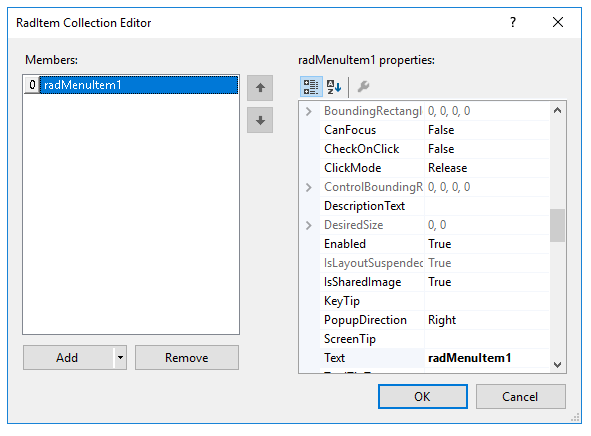 RadItem Collection Editor
Members:
radMenuItem1 properties:
0 radMenuItem1
BoundingRectangl 0, 0, 0, 0
CanFocus False
CheckOnClick False
ClickMode Release
ControlBoundingR 0, 0, 0, 0
DescriptionText
DesiredSize 0, 0
Enabled True
IsLayoutSuspended True
IsSharedImage True
KeyTip
PopupDirection Right
ScreenTip
Text radMenuItem1
Add Remove
OK Cancel